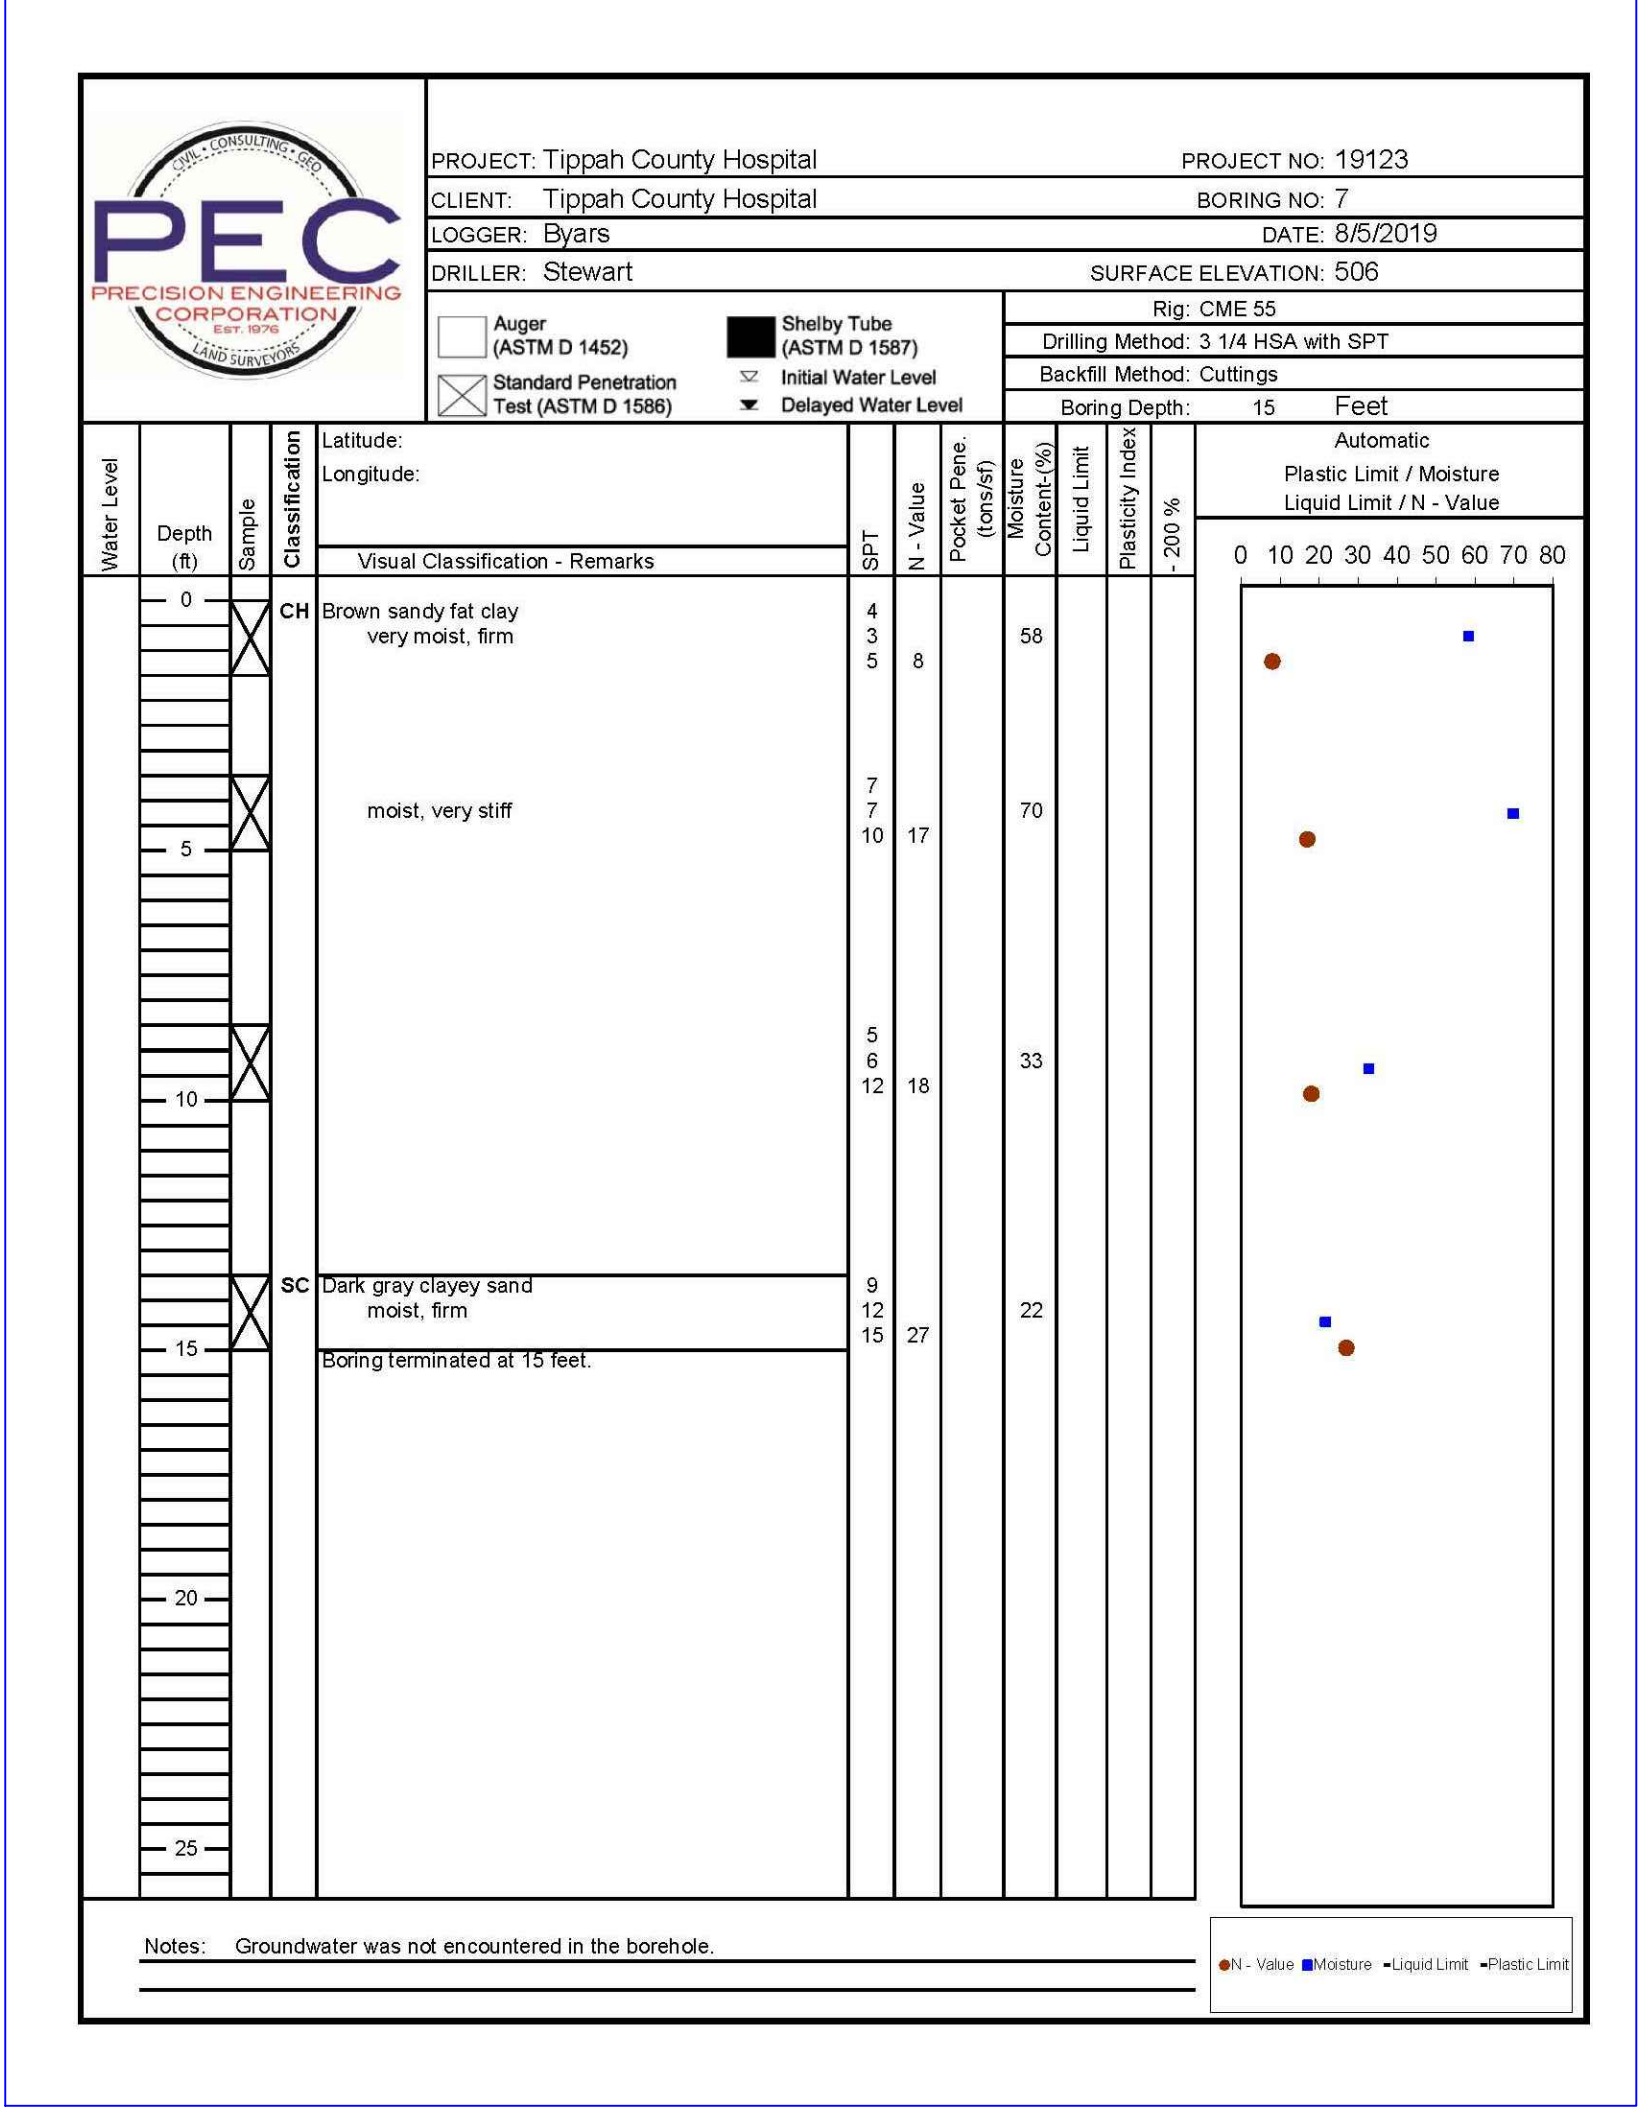 CIVIL • CONSULTING • GEO
PEC
PRECISION ENGINEERING
CORPORATION
EST. 1976
LAND SURVEYORS
PROJECT: Tippah County Hospital PROJECT NO: 19123
CLIENT: Tippah County Hospital BORING NO: 7
LOGGER: Byars DATE: 8/5/2019
DRILLER: Stewart SURFACE ELEVATION: 506
Auger
(ASTM D 1452)
Shelby Tube
(ASTM D 1587)
Standard Penetration
Test (ASTM D 1586)
Initial Water Level
Delayed Water Level
Rig: CME 55
Drilling Method: 3 1/4 HSA with SPT
Backfill Method: Cuttings
Boring Depth: 15 Feet
Water Level
Depth
(ft)
Sample
Classification
Latitude:
Longitude:
Visual Classification - Remarks
SPT
N - Value
Pocket Pene.
(tons/sf)
Moisture
Content-(%)
Liquid Limit
Plasticity Index
- 200 %
Automatic
Plastic Limit / Moisture
Liquid Limit / N - Value
0 10 20 30 40 50 60 70 80
0 CH Brown sandy fat clay 4
very moist, firm 3 58
5 8
7
moist, very stiff 7 70
10 17
5
5
6 33
12 18
10
SC Dark gray clayey sand 9
moist, firm 12 22
15 27
15
Boring terminated at 15 feet.
20
25
Notes: Groundwater was not encountered in the borehole.
N - Value Moisture Liquid Limit Plastic Limit